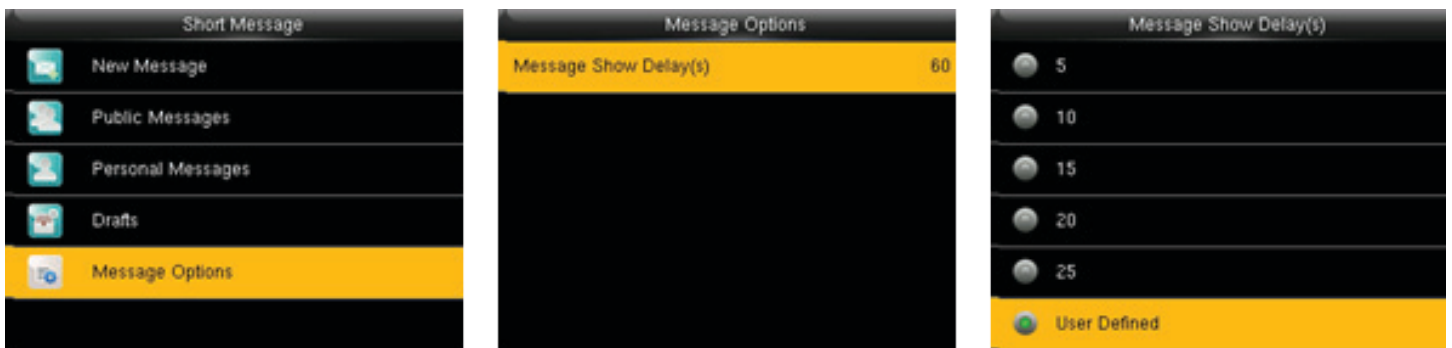 Short Message
New Message
Public Messages
Personal Messages
Drafts
Message Options
Message Options
Message Show Delay(s) 60
Message Show Delay(s)
5
10
15
20
25
User Defined